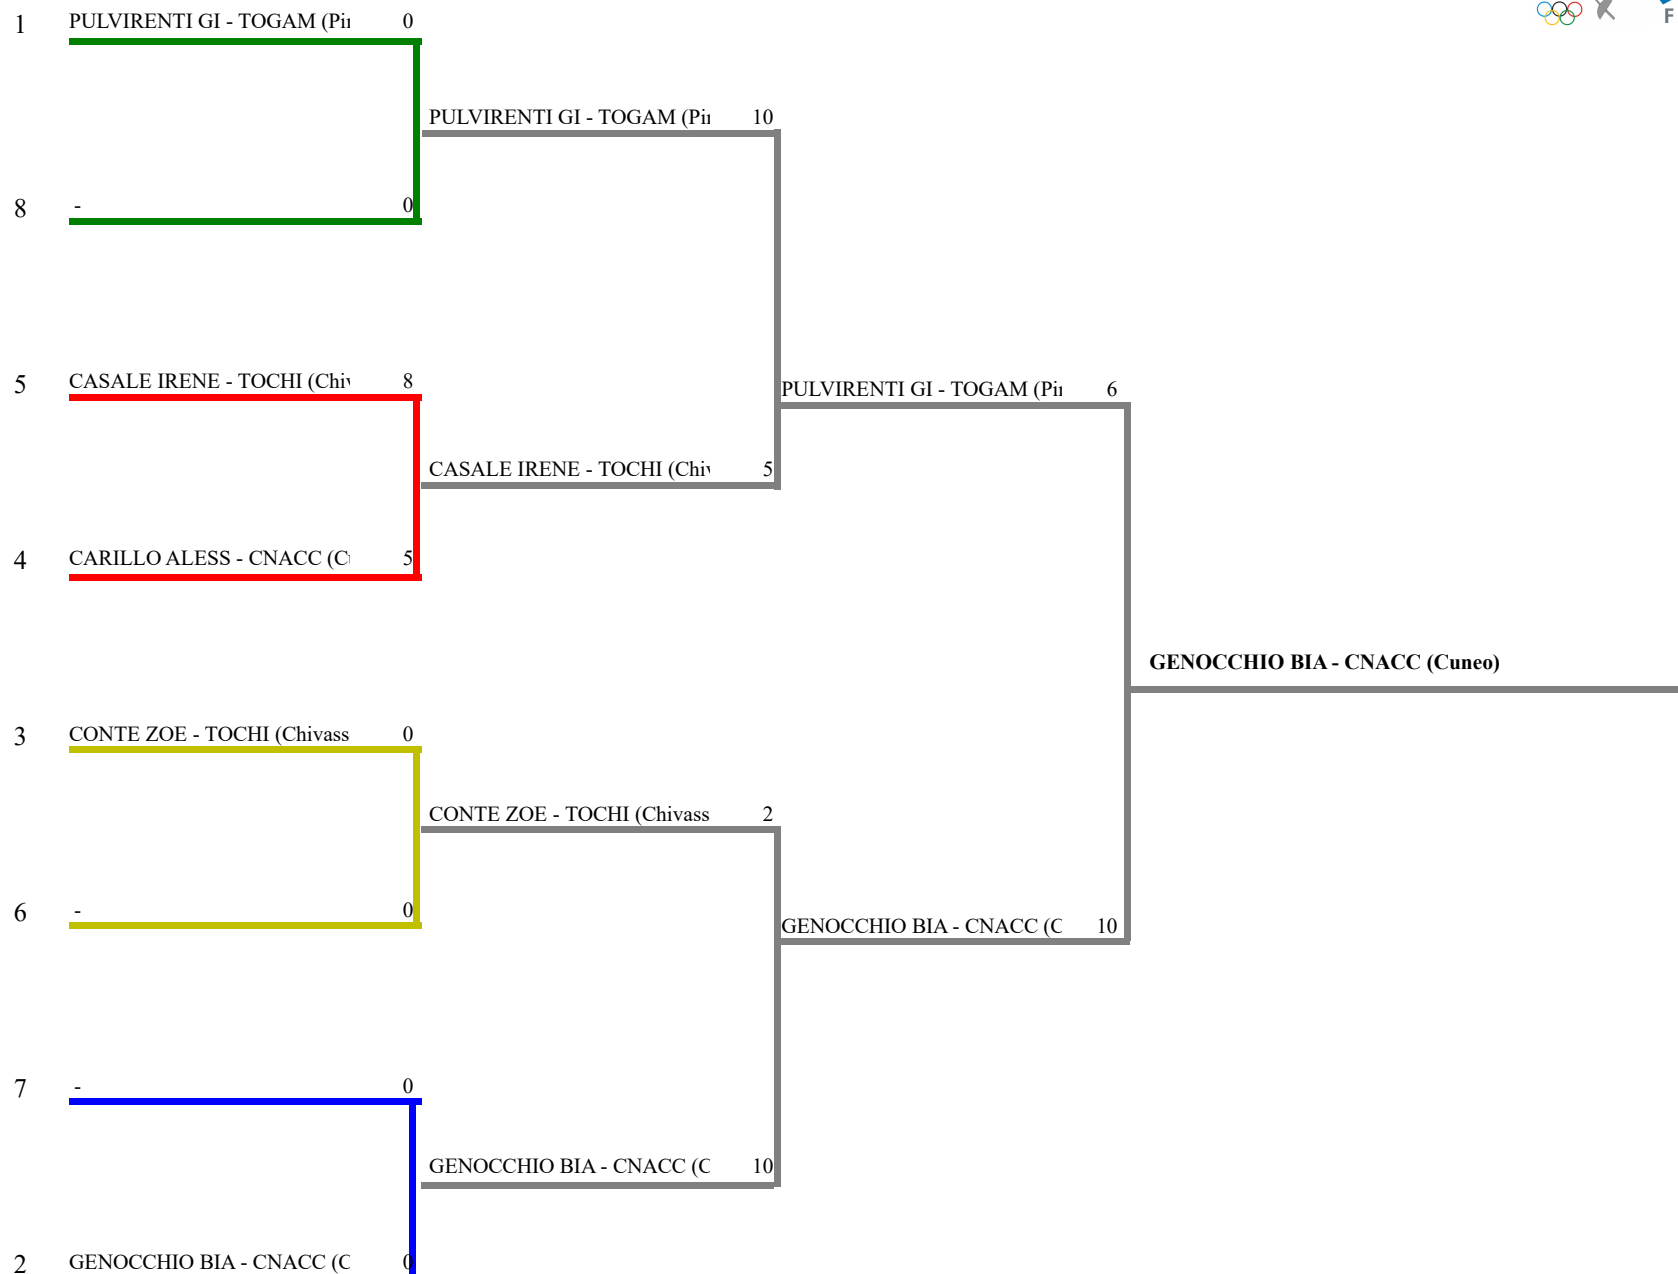 1 PULVIRENTI GI - TOGAM (Pin 0
PULVIRENTI GI - TOGAM (Pin 10
8 - 0
5 CASALE IRENE - TOCHI (Chiv 8
PULVIRENTI GI - TOGAM (Pin 6
CASALE IRENE - TOCHI (Chiv 5
4 CARILLO ALESS - CNACC (C 5
GENOCCHIO BIA - CNACC (Cuneo)
3 CONTE ZOE - TOCHI (Chivass 0
CONTE ZOE - TOCHI (Chivass 2
6 - 0
GENOCCHIO BIA - CNACC (C 10
7 - 0
GENOCCHIO BIA - CNACC (C 10
2 GENOCCHIO BIA - CNACC (C 0
F